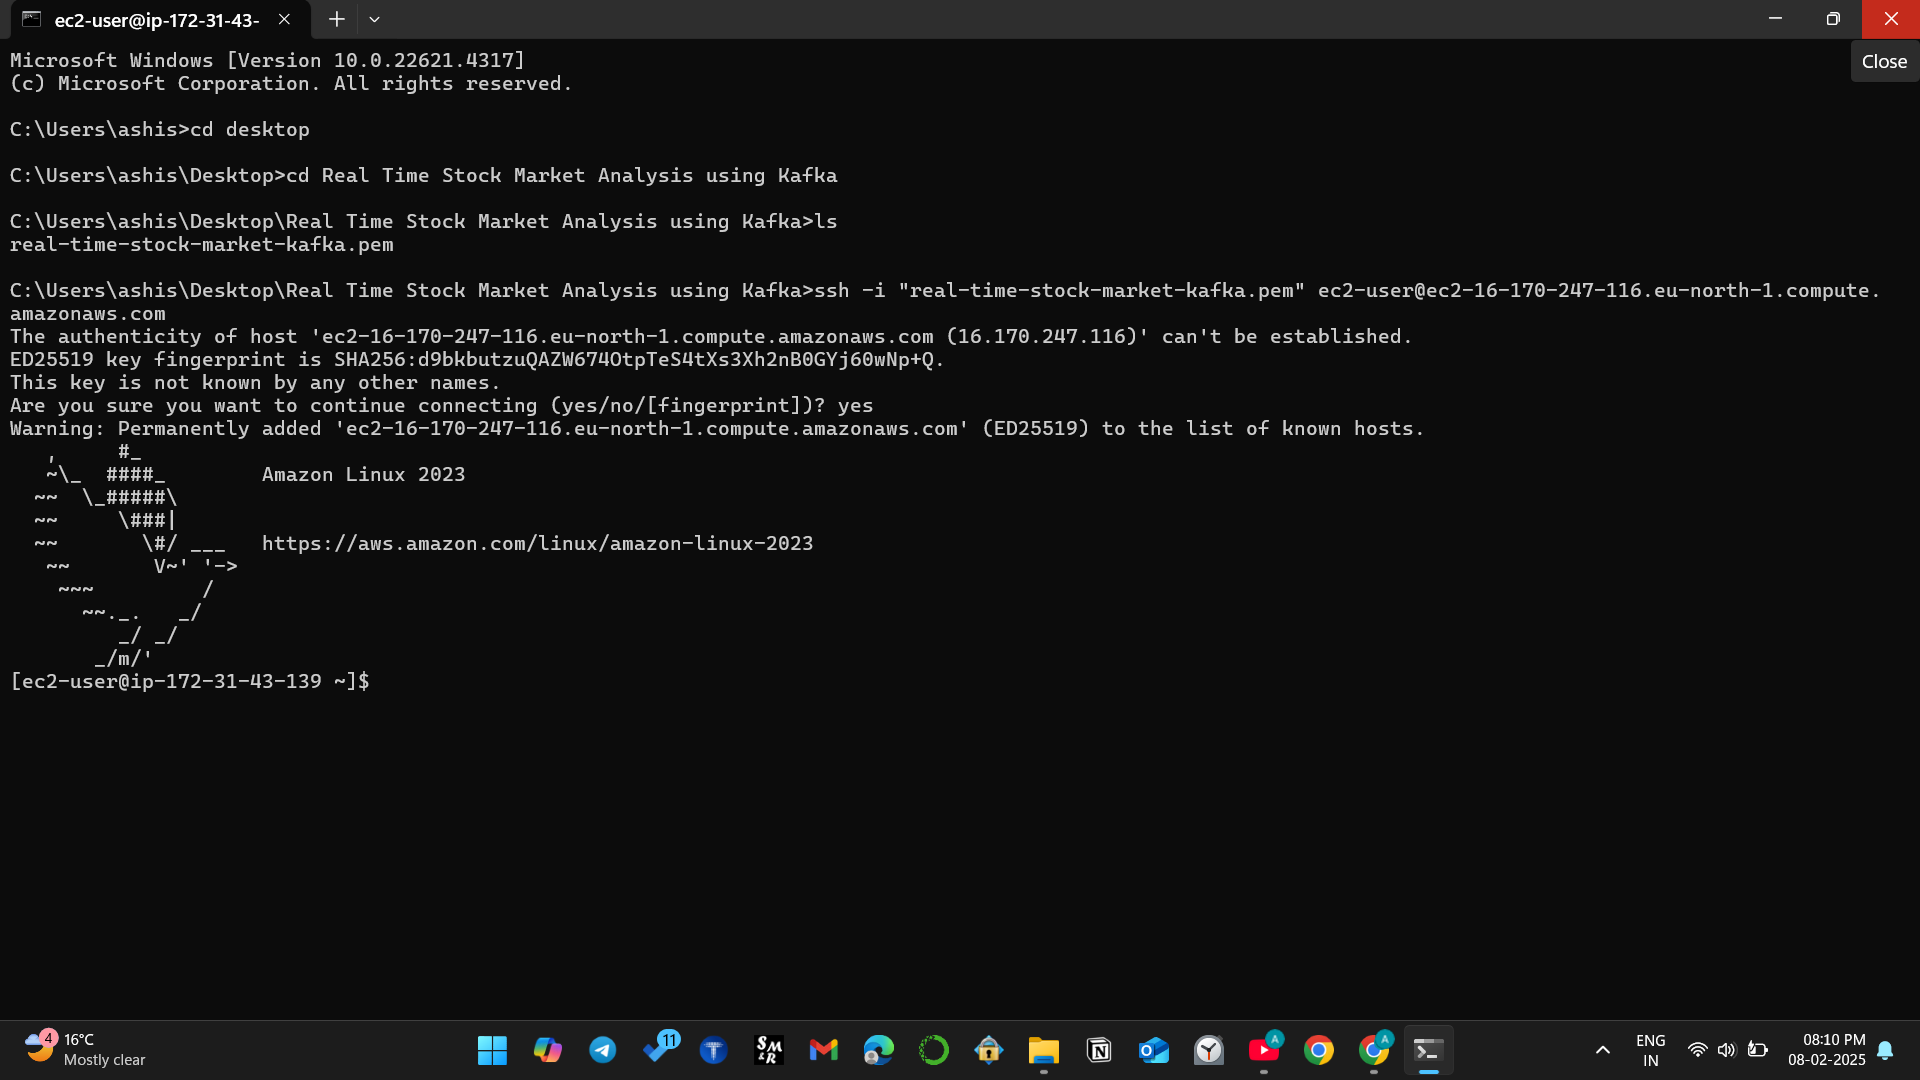 ec2-user@ip-172-31-43-
Close
Microsoft Windows [Version 10.0.22621.4317]
(c) Microsoft Corporation. All rights reserved.
C:\Users\ashis>cd desktop
C:\Users\ashis\Desktop>cd Real Time Stock Market Analysis using Kafka
C:\Users\ashis\Desktop\Real Time Stock Market Analysis using Kafka>ls
real-time-stock-market-kafka.pem
C:\Users\ashis\Desktop\Real Time Stock Market Analysis using Kafka>ssh -i "real-time-stock-market-kafka.pem" ec2-user@ec2-16-170-247-116.eu-north-1.compute.
amazonaws.com
The authenticity of host 'ec2-16-170-247-116.eu-north-1.compute.amazonaws.com (16.170.247.116)' can't be established.
ED25519 key fingerprint is SHA256:d9bkbutzuQAZW674OtpTeS4tXs3Xh2nB0GYj60wNp+Q.
This key is not known by any other names.
Are you sure you want to continue connecting (yes/no/[fingerprint])? yes
Warning: Permanently added 'ec2-16-170-247-116.eu-north-1.compute.amazonaws.com' (ED25519) to the list of known hosts.
   ,     #_
   ~\_  ####_        Amazon Linux 2023
  ~~  \_#####\
  ~~     \###|
  ~~       \#/ ___   https://aws.amazon.com/linux/amazon-linux-2023
   ~~       V~' '->
    ~~~         /
      ~~._.   _/
         _/ _/
       _/m/'
[ec2-user@ip-172-31-43-139 ~]$
4
16°C
Mostly clear
11
T
SM
&R
N
O
A
A
ENG
IN
08:10 PM
08-02-2025